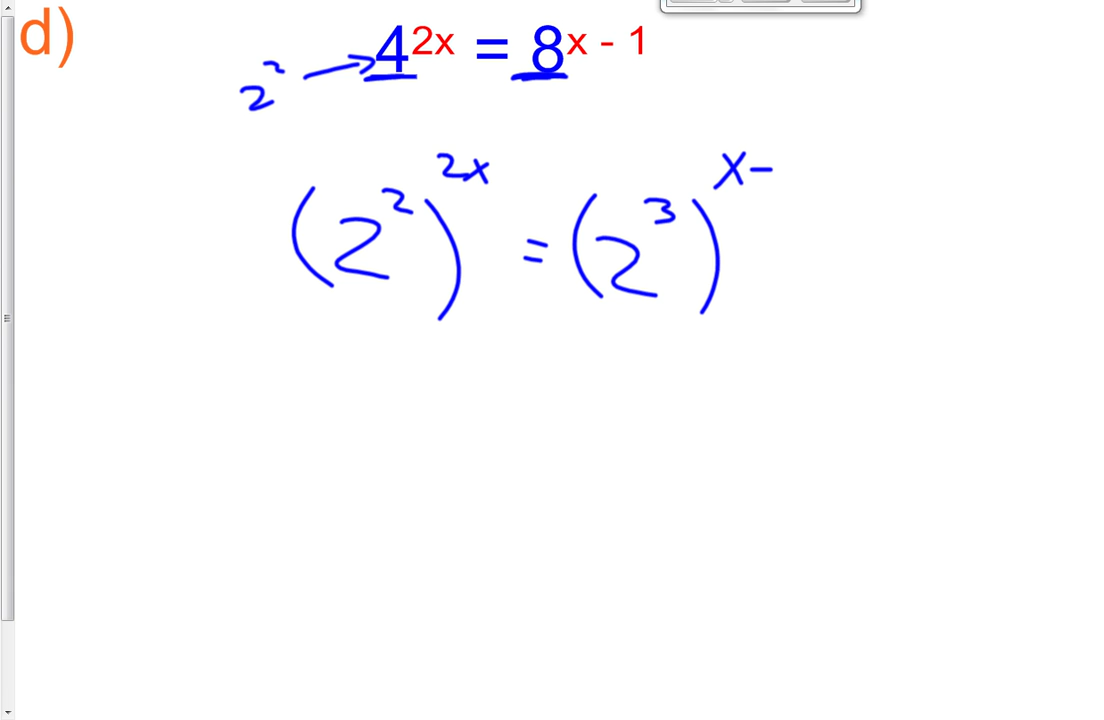 d) 4^{2x} = 8^{x - 1}
2^2
(2^2)^{2x} = (2^3)^{x -}